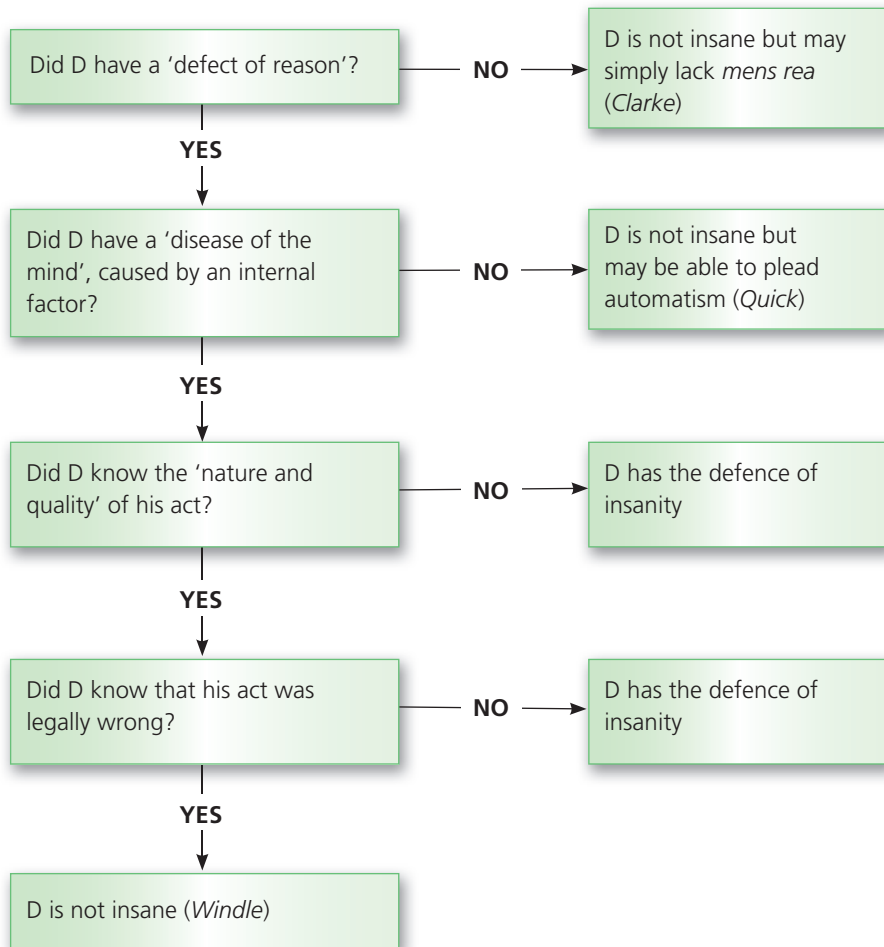 Did D have a ‘defect of reason’?
NO
D is not insane but may
simply lack mens rea
(Clarke)
YES
Did D have a ‘disease of the
mind’, caused by an internal
factor?
NO
D is not insane but
may be able to plead
automatism (Quick)
YES
Did D know the ‘nature and
quality’ of his act?
NO
D has the defence of
insanity
YES
Did D know that his act was
legally wrong?
NO
D has the defence of
insanity
YES
D is not insane (Windle)